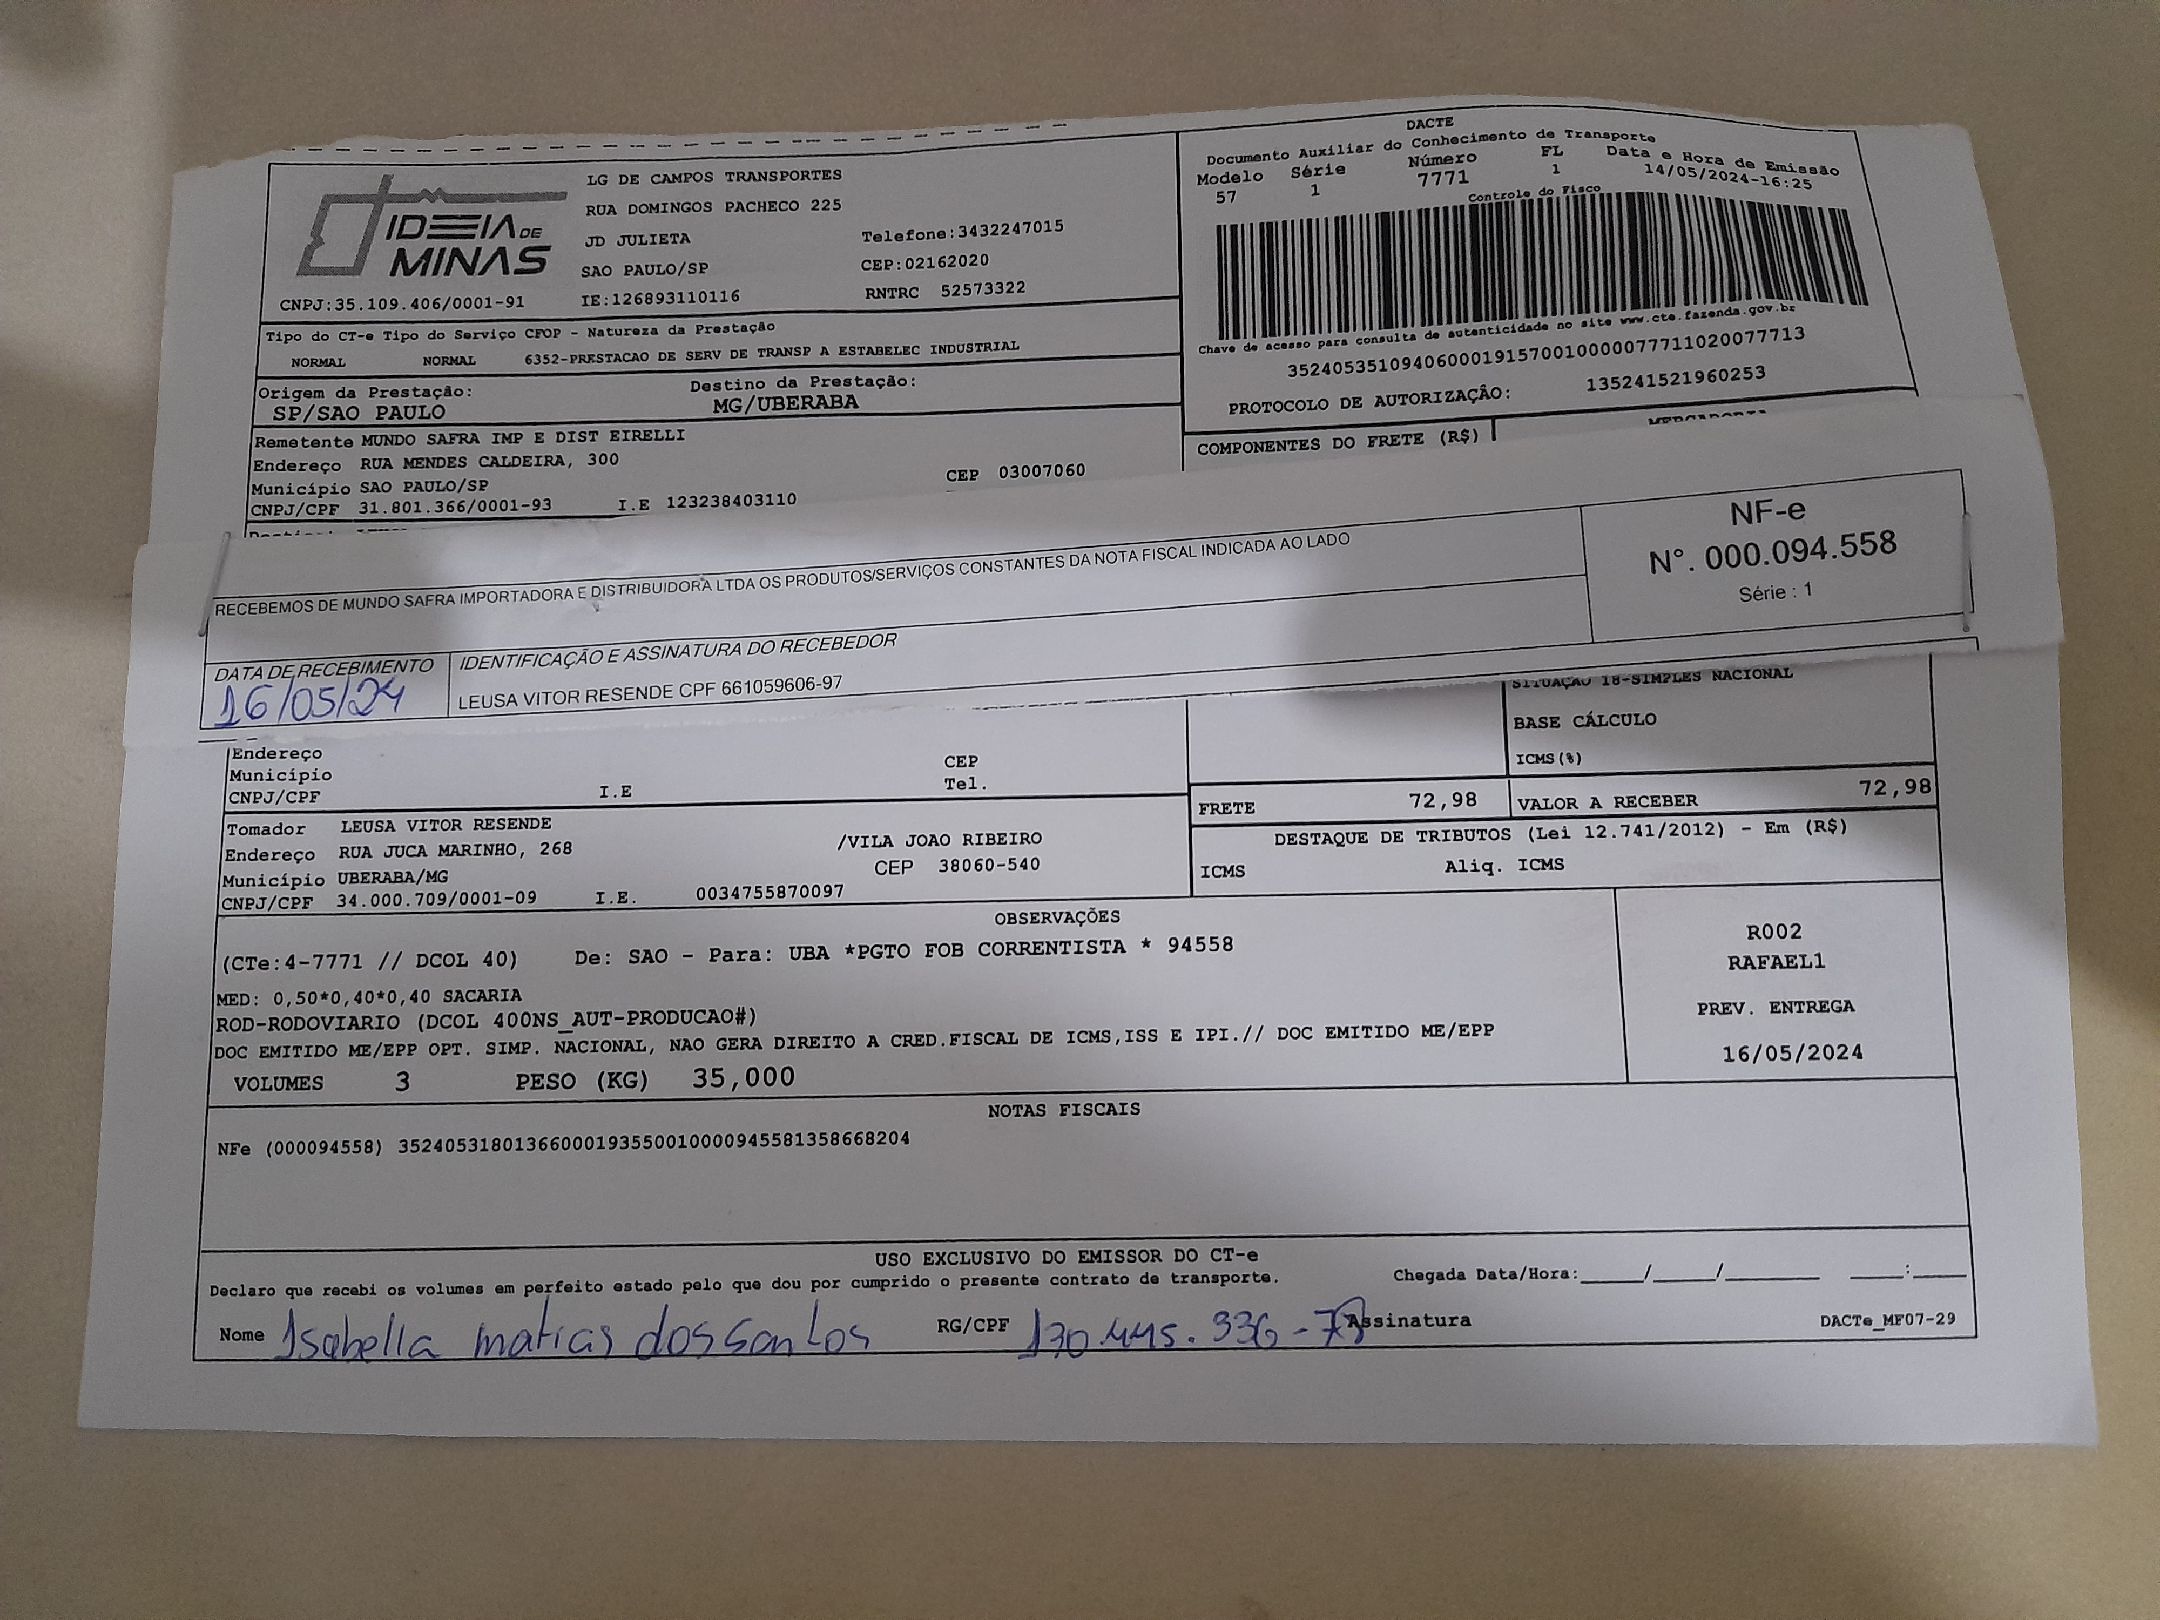 IDEIA DE
MINAS
LG DE CAMPOS TRANSPORTES
RUA DOMINGOS PACHECO 225
JD JULIETA Telefone:3432247015
SAO PAULO/SP CEP:02162020
CNPJ:35.109.406/0001-91 IE:126893110116 RNTRC 52573322
Tipo do CT-e Tipo do Serviço CFOP - Natureza da Prestação
NORMAL NORMAL 6352-PRESTACAO DE SERV DE TRANSP A ESTABELEC INDUSTRIAL
Origem da Prestação: Destino da Prestação:
SP/SAO PAULO MG/UBERABA
Remetente MUNDO SAFRA IMP E DIST EIRELLI
Endereço RUA MENDES CALDEIRA, 300 CEP 03007060
Município SAO PAULO/SP
CNPJ/CPF 31.801.366/0001-93 I.E 123238403110
DACTE
Documento Auxiliar do Conhecimento de Transporte
Modelo Série Número FL Data e Hora de Emissão
57 1 7771 1 14/05/2024-16:25
Controle do Fisco
Chave de acesso para consulta de autenticidade no site www.cte.fazenda.gov.br
35240535109406000191570010000077711020077713
PROTOCOLO DE AUTORIZAÇÂO: 135241521960253
COMPONENTES DO FRETE (R$)
RECEBEMOS DE MUNDO SAFRA IMPORTADORA E DISTRIBUIDORA LTDA OS PRODUTOS/SERVIÇOS CONSTANTES DA NOTA FISCAL INDICADA AO LADO
NF-e
Nº. 000.094.558
Série : 1
DATA DE RECEBIMENTO IDENTIFICAÇÃO E ASSINATURA DO RECEBEDOR
16/05/24 LEUSA VITOR RESENDE CPF 661059606-97
SITUAÇÃO 18-SIMPLES NACIONAL
BASE CÁLCULO
ICMS(%)
Endereço CEP
Município Tel.
CNPJ/CPF I.E
FRETE 72,98 VALOR A RECEBER 72,98
Tomador LEUSA VITOR RESENDE
Endereço RUA JUCA MARINHO, 268 /VILA JOAO RIBEIRO
Município UBERABA/MG CEP 38060-540
CNPJ/CPF 34.000.709/0001-09 I.E. 0034755870097
DESTAQUE DE TRIBUTOS (Lei 12.741/2012) - Em (R$)
ICMS Aliq. ICMS
OBSERVAÇÕES
(CTe:4-7771 // DCOL 40) De: SAO - Para: UBA *PGTO FOB CORRENTISTA * 94558
MED: 0,50*0,40*0,40 SACARIA
ROD-RODOVIARIO (DCOL 400NS_AUT-PRODUCAO#)
DOC EMITIDO ME/EPP OPT. SIMP. NACIONAL, NAO GERA DIREITO A CRED.FISCAL DE ICMS,ISS E IPI.// DOC EMITIDO ME/EPP
VOLUMES 3 PESO (KG) 35,000
R002
RAFAEL1
PREV. ENTREGA
16/05/2024
NOTAS FISCAIS
NFe (000094558) 35240531801366000193550010000945581358668204
USO EXCLUSIVO DO EMISSOR DO CT-e
Declaro que recebi os volumes em perfeito estado pelo que dou por cumprido o presente contrato de transporte. Chegada Data/Hora:_____/_____/________ ____:_____
Nome Isabella matias dos santos RG/CPF Assinatura DACTe_MF07-29